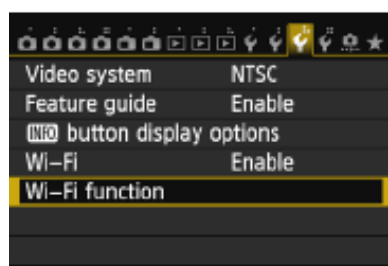 Video system NTSC
Feature guide Enable
INFO button display options
Wi-Fi Enable
Wi-Fi function